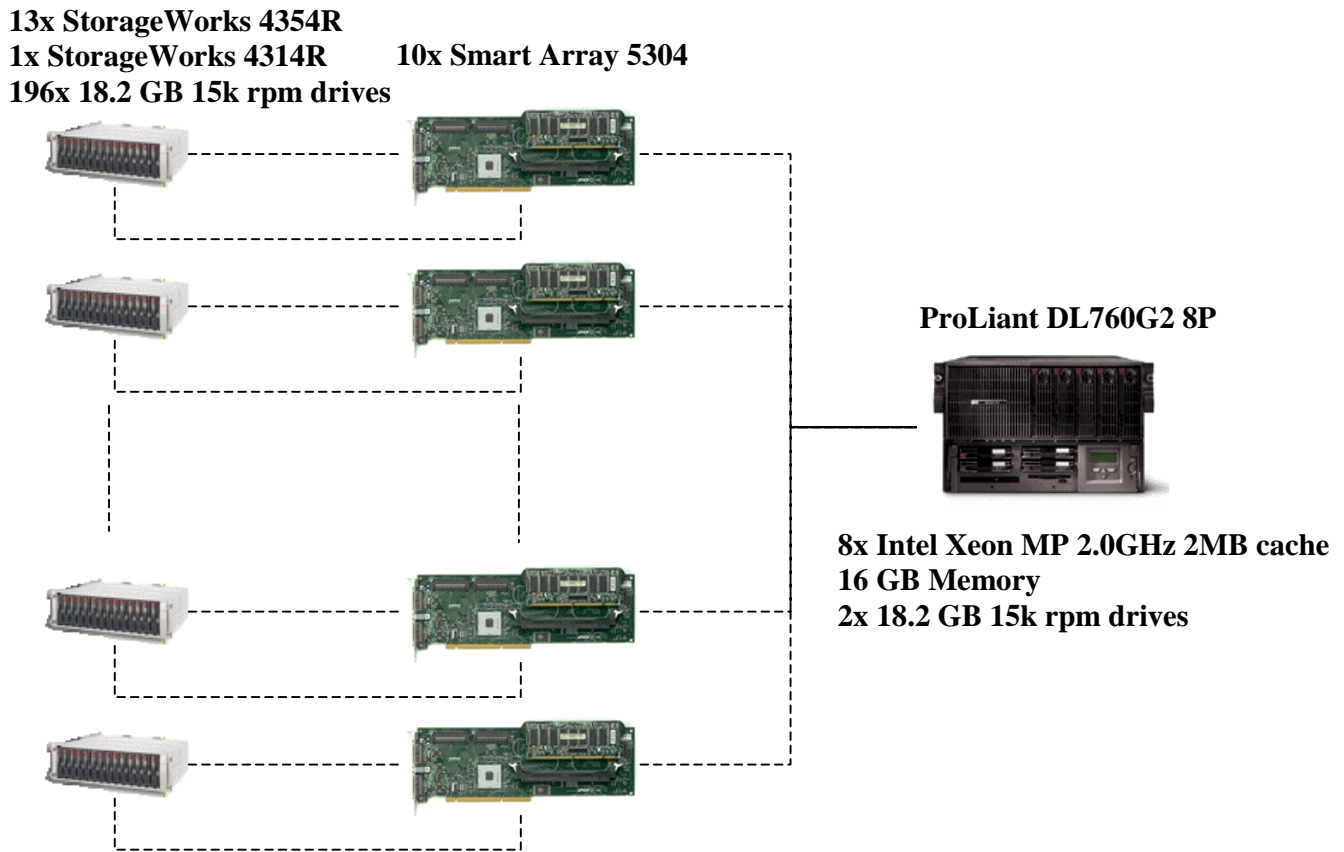 13x StorageWorks 4354R
1x StorageWorks 4314R
10x Smart Array 5304
196x 18.2 GB 15k rpm drives
ProLiant DL760G2 8P
8x Intel Xeon MP 2.0GHz 2MB cache
16 GB Memory
2x 18.2 GB 15k rpm drives